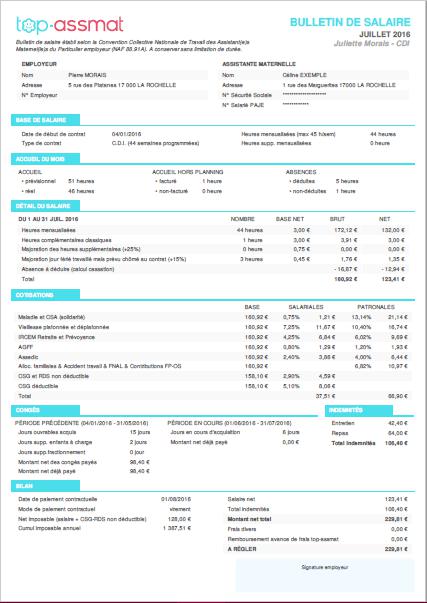 top-assmat
BULLETIN DE SALAIRE
JUILLET 2016
Juliette Morais - CDI
Bulletin de salaire établi selon la Convention Collective Nationale de Travail des Assistant(e)s
Maternel(le)s du Particulier employeur (NAF 88.91A). A conserver sans limitation de durée.
EMPLOYEUR
Nom Pierre MORAIS
Adresse 5 rue des Platanes 17 000 LA ROCHELLE
N° Employeur
ASSISTANTE MATERNELLE
Nom Céline EXEMPLE
Adresse 1 rue des Marguerites 17000 LA ROCHELLE
N° Sécurité Sociale
N° Salarié PAJE
BASE DE SALAIRE
Date de début de contrat 04/01/2016 Heures mensualisées (max 45 h/sem) 44 heures
Type de contrat C.D.I. (44 semaines programmées) Heures supp. mensualisées 0 heure
ACCUEIL DU MOIS
ACCUEIL ACCUEIL HORS PLANNING ABSENCES
• prévisionnel 51 heures • facturé 1 heure • déduites 5 heures
• réel 46 heures • non-facturé 0 heure • non-déduites 1 heure
DÉTAIL DU SALAIRE
DU 1 AU 31 JUIL. 2016 NOMBRE BASE NET BRUT NET
Heures mensualisées 44 heures 3,00 € 172,12 € 132,00 €
Heures complémentaires classiques 1 heure 3,00 € 3,91 € 3,00 €
Majoration des heures supplémentaires (+25%) 0 heure 0,75 € 0,00 € 0,00 €
Majoration jour férié travaillé mais prévu chômé au contrat (+15%) 3 heures 0,45 € 1,76 € 1,35 €
Absence à déduire (calcul cassation) - 16,87 € - 12,94 €
Total 160,92 € 123,41 €
COTISATIONS
BASE SALARIALES PATRONALES
Maladie et CSA (solidarité) 160,92 € 0,75% 1,21 € 13,14% 21,14 €
Vieillesse plafonnée et déplafonnée 160,92 € 7,25% 11,67 € 10,40% 16,74 €
IRCEM Retraite et Prévoyance 160,92 € 4,25% 6,84 € 6,02% 9,69 €
AGFF 160,92 € 0,80% 1,29 € 1,20% 1,93 €
Assedic 160,92 € 2,40% 3,86 € 4,00% 6,44 €
Alloc. familiales & Accident travail & FNAL & Contributions FP-OS 160,92 € 6,82% 10,97 €
CSG et RDS non déductible 158,10 € 2,90% 4,59 €
CSG déductible 158,10 € 5,10% 8,06 €
Total 37,51 € 66,90 €
CONGÉS
PÉRIODE PRÉCÉDENTE (04/01/2016 - 31/05/2016)
Jours ouvrables acquis 15 jours
Jours supp. enfants à charge 2 jours
Jours supp.fractionnement 0 jour
Montant net des congés payés 98,40 €
Montant net déjà payé 98,40 €
PÉRIODE EN COURS (01/06/2016 - 31/07/2016)
Jours en cours d'acquisition 6 jours
Montant net déjà payé 0,00 €
INDEMNITÉS
Entretien 42,40 €
Repas 64,00 €
Total indemnités 106,40 €
BILAN
Date de paiement contractuelle 01/08/2016
Mode de paiement contractuel virement
Net imposable (salaire + CSG-RDS non déductible) 128,00 €
Cumul imposable annuel 1 387,51 €
Salaire net 123,41 €
Total indemnités 106,40 €
Montant net total 229,81 €
Frais divers 0,00 €
Remboursement avance de frais top-assmat 0,00 €
A RÉGLER 229,81 €
Signature employeur